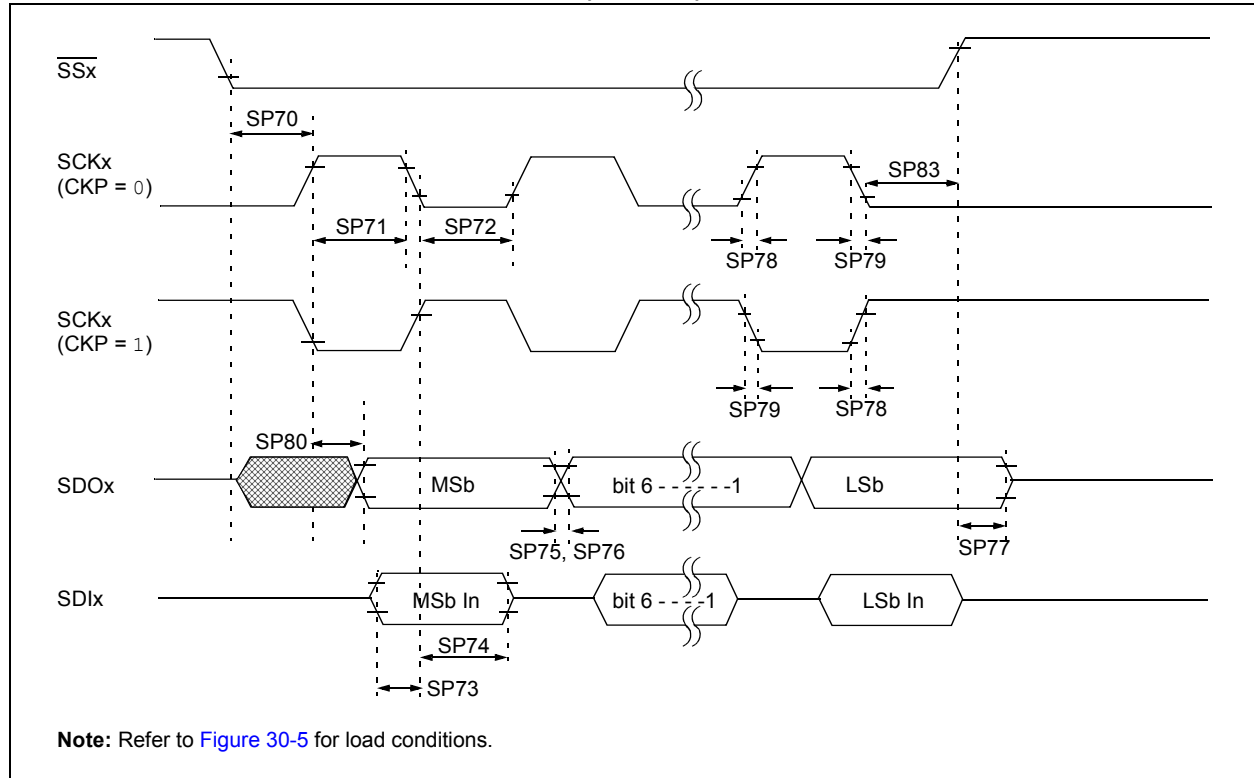 SSx
SP70
SCKx
(CKP = 0)
SP83
SP71
SP72
SP78
SP79
SCKx
(CKP = 1)
SP79
SP78
SP80
SDOx
MSb
bit 6 - - - - - -1
LSb
SP75, SP76
SP77
SDIx
MSb In
bit 6 - - - -1
LSb In
SP74
SP73
Note: Refer to Figure 30-5 for load conditions.